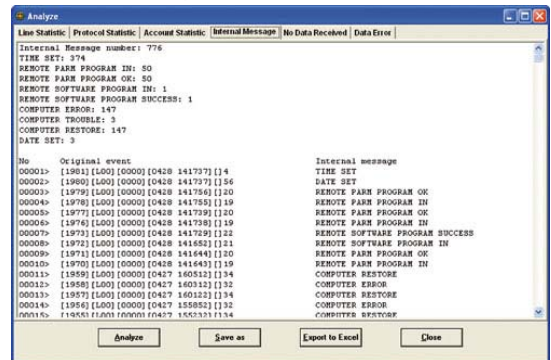 Analyze
Line Statistic Protocol Statistic Account Statistic Internal Message No Data Received Data Error
Internal Message number: 776
TIME SET: 374
REMOTE PARM PROGRAM IN: 50
REMOTE PARM PROGRAM OK: 50
REMOTE SOFTWARE PROGRAM IN: 1
REMOTE SOFTWARE PROGRAM SUCCESS: 1
COMPUTER ERROR: 147
COMPUTER TROUBLE: 3
COMPUTER RESTORE: 147
DATE SET: 3
No Original event Internal message
00001> [1981][L00][0000][0428 141737][]4 TIME SET
00002> [1980][L00][0000][0428 141737][]56 DATE SET
00003> [1979][L00][0000][0428 141756][]20 REMOTE PARM PROGRAM OK
00004> [1978][L00][0000][0428 141755][]19 REMOTE PARM PROGRAM IN
00005> [1977][L00][0000][0428 141739][]20 REMOTE PARM PROGRAM OK
00006> [1976][L00][0000][0428 141738][]19 REMOTE PARM PROGRAM IN
00007> [1973][L00][0000][0428 141729][]22 REMOTE SOFTWARE PROGRAM SUCCESS
00008> [1972][L00][0000][0428 141652][]21 REMOTE SOFTWARE PROGRAM IN
00009> [1971][L00][0000][0428 141644][]20 REMOTE PARM PROGRAM OK
00010> [1970][L00][0000][0428 141643][]19 REMOTE PARM PROGRAM IN
00011> [1959][L00][0000][0427 160512][]34 COMPUTER RESTORE
00012> [1958][L00][0000][0427 160312][]32 COMPUTER ERROR
00013> [1957][L00][0000][0427 160122][]34 COMPUTER RESTORE
00014> [1956][L00][0000][0427 155852][]32 COMPUTER ERROR
00015> [1955][L00][0000][0427 155232][]34 COMPUTER RESTORE
Analyze Save as Export to Excel Close